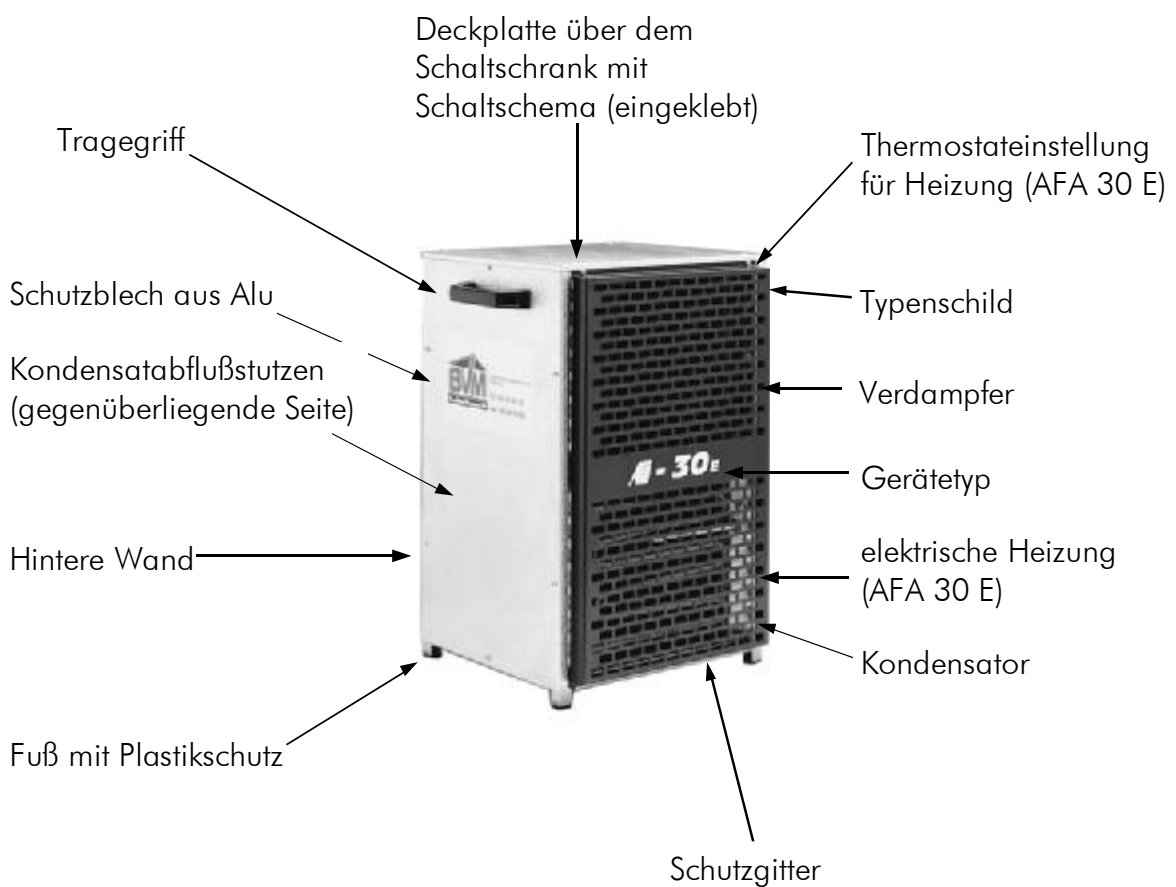 Deckplatte über dem
Schaltschrank mit
Schaltschema (eingeklebt)
Tragegriff
Thermostateinstellung
für Heizung (AFA 30 E)
Schutzblech aus Alu
Typenschild
Kondensatabflußstutzen
(gegenüberliegende Seite)
BVM
Verdampfer
- 30 E
Gerätetyp
Hintere Wand
elektrische Heizung
(AFA 30 E)
Kondensator
Fuß mit Plastikschutz
Schutzgitter